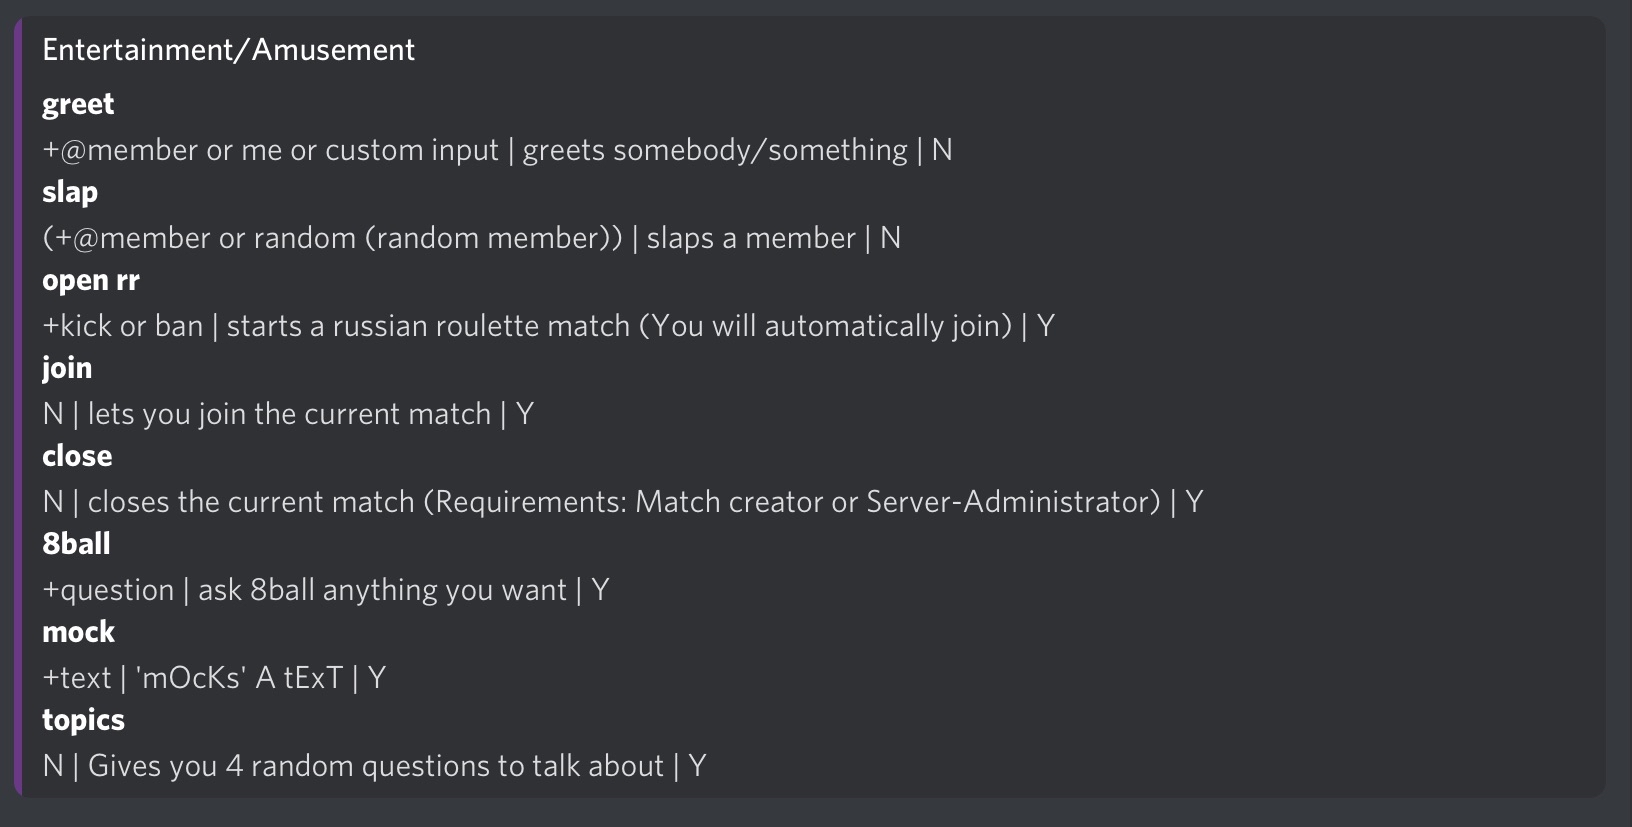 Entertainment/Amusement
greet
+@member or me or custom input | greets somebody/something | N
slap
(+@member or random (random member)) | slaps a member | N
open rr
+kick or ban | starts a russian roulette match (You will automatically join) | Y
join
N | lets you join the current match | Y
close
N | closes the current match (Requirements: Match creator or Server-Administrator) | Y
8ball
+question | ask 8ball anything you want | Y
mock
+text | 'mOcKs' A tExT | Y
topics
N | Gives you 4 random questions to talk about | Y